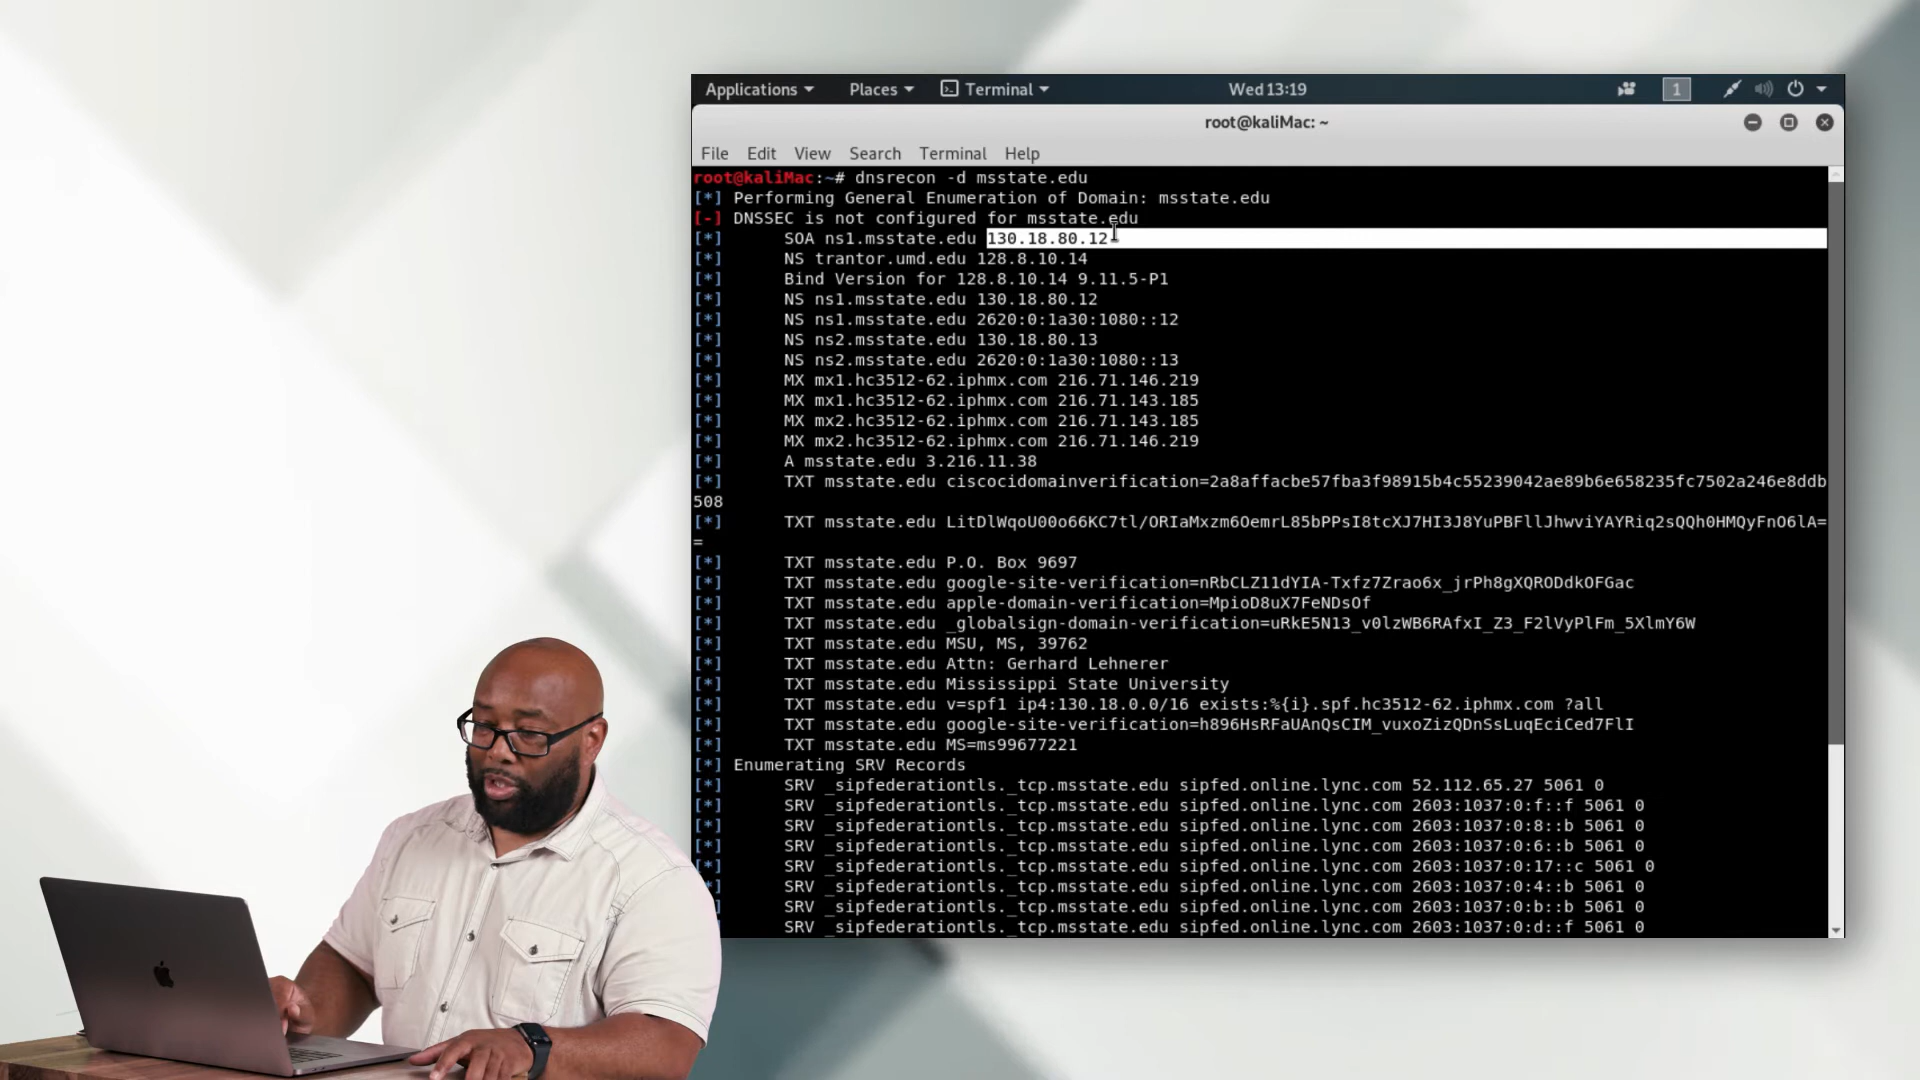 Applications Places Terminal Wed 13:19 1
root@kaliMac: ~
File Edit View Search Terminal Help
root@kaliMac:~# dnsrecon -d msstate.edu
[*] Performing General Enumeration of Domain: msstate.edu
[-] DNSSEC is not configured for msstate.edu
[*] SOA ns1.msstate.edu 130.18.80.12
[*] NS trantor.umd.edu 128.8.10.14
[*] Bind Version for 128.8.10.14 9.11.5-P1
[*] NS ns1.msstate.edu 130.18.80.12
[*] NS ns1.msstate.edu 2620:0:1a30:1080::12
[*] NS ns2.msstate.edu 130.18.80.13
[*] NS ns2.msstate.edu 2620:0:1a30:1080::13
[*] MX mx1.hc3512-62.iphmx.com 216.71.146.219
[*] MX mx1.hc3512-62.iphmx.com 216.71.143.185
[*] MX mx2.hc3512-62.iphmx.com 216.71.143.185
[*] MX mx2.hc3512-62.iphmx.com 216.71.146.219
[*] A msstate.edu 3.216.11.38
[*] TXT msstate.edu ciscocidomainverification=2a8affacbe57fba3f98915b4c55239042ae89b6e658235fc7502a246e8ddb
508
[*] TXT msstate.edu LitDlWqoU00o66KC7tl/ORIaMxzm6OemrL85bPPsI8tcXJ7HI3J8YuPBFllJhwviYAYRiq2sQQh0HMQyFnO6lA=
=
[*] TXT msstate.edu P.O. Box 9697
[*] TXT msstate.edu google-site-verification=nRbCLZ11dYIA-Txfz7Zrao6x_jrPh8gXQRODdkOFGac
[*] TXT msstate.edu apple-domain-verification=MpioD8uX7FeNDsOf
[*] TXT msstate.edu _globalsign-domain-verification=uRkE5N13_v0lzWB6RAfxI_Z3_F2lVyPlFm_5XlmY6W
[*] TXT msstate.edu MSU, MS, 39762
[*] TXT msstate.edu Attn: Gerhard Lehnerer
[*] TXT msstate.edu Mississippi State University
[*] TXT msstate.edu v=spf1 ip4:130.18.0.0/16 exists:%{i}.spf.hc3512-62.iphmx.com ?all
[*] TXT msstate.edu google-site-verification=h896HsRFaUAnQsCIM_vuxoZizQDnSsLuqEciCed7FlI
[*] TXT msstate.edu MS=ms99677221
[*] Enumerating SRV Records
[*] SRV _sipfederationtls._tcp.msstate.edu sipfed.online.lync.com 52.112.65.27 5061 0
[*] SRV _sipfederationtls._tcp.msstate.edu sipfed.online.lync.com 2603:1037:0:f::f 5061 0
[*] SRV _sipfederationtls._tcp.msstate.edu sipfed.online.lync.com 2603:1037:0:8::b 5061 0
[*] SRV _sipfederationtls._tcp.msstate.edu sipfed.online.lync.com 2603:1037:0:6::b 5061 0
[*] SRV _sipfederationtls._tcp.msstate.edu sipfed.online.lync.com 2603:1037:0:17::c 5061 0
*] SRV _sipfederationtls._tcp.msstate.edu sipfed.online.lync.com 2603:1037:0:4::b 5061 0
] SRV _sipfederationtls._tcp.msstate.edu sipfed.online.lync.com 2603:1037:0:b::b 5061 0
] SRV _sipfederationtls._tcp.msstate.edu sipfed.online.lync.com 2603:1037:0:d::f 5061 0